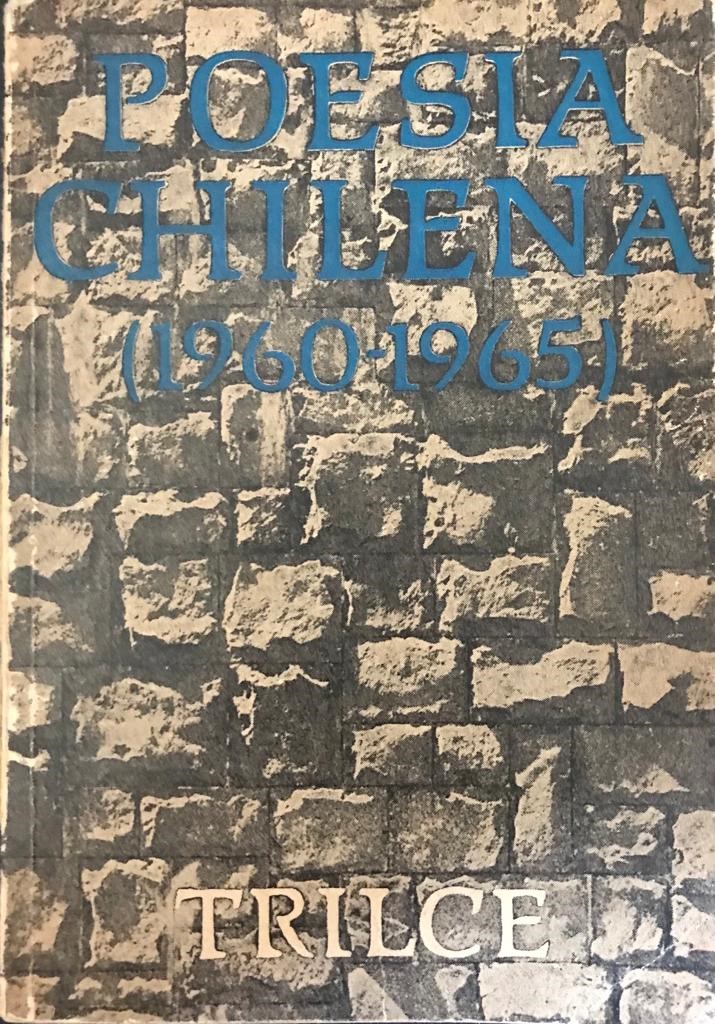 POESIA
CHILENA
(1960-1965)
TRILCE